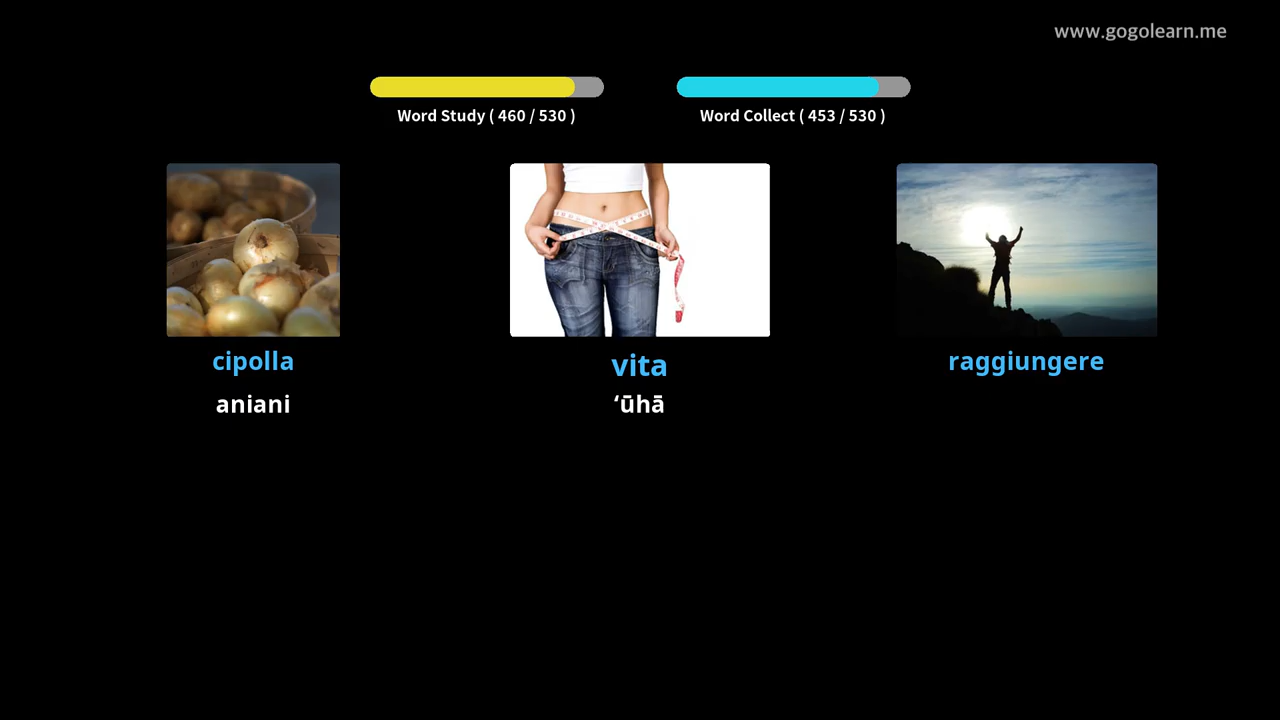 www.gogolearn.me
Word Study ( 460 / 530 )
Word Collect ( 453 / 530 )
cipolla
vita
raggiungere
aniani
ʻūhā